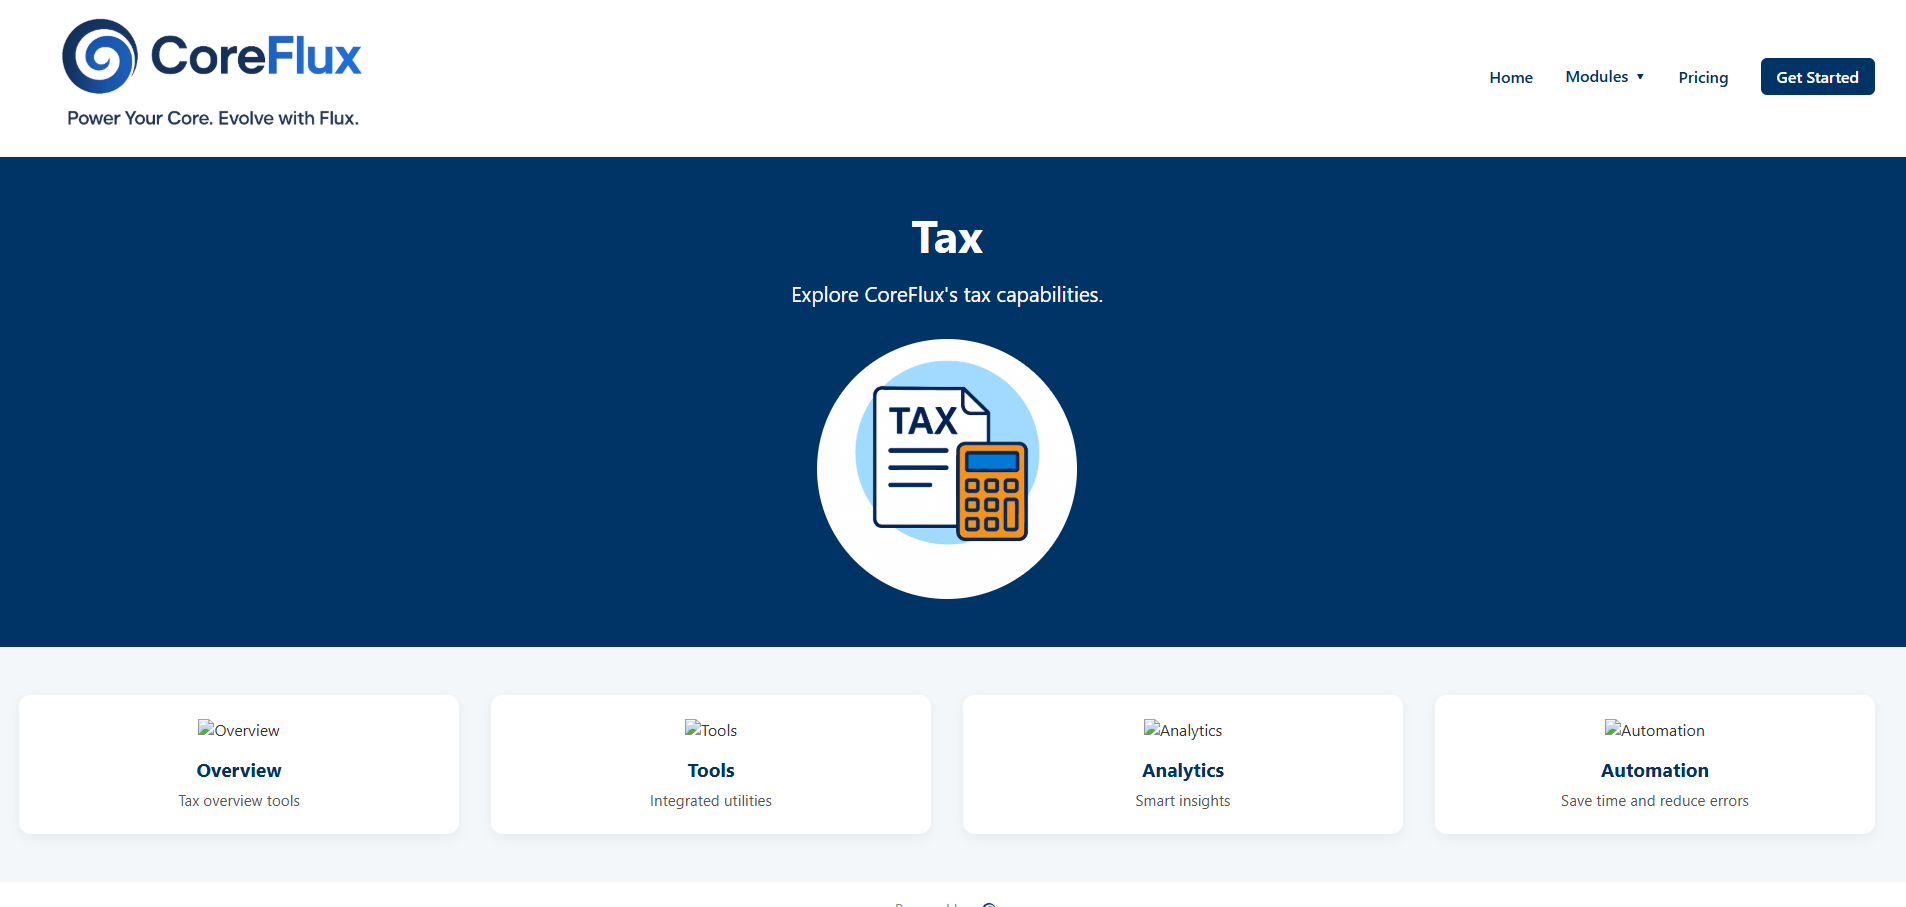 CoreFlux
Power Your Core. Evolve with Flux.
Home
Modules ▼
Pricing
Get Started
Tax
Explore CoreFlux's tax capabilities.
TAX
Overview
Tools
Analytics
Automation
Overview
Tools
Analytics
Automation
Tax overview tools
Integrated utilities
Smart insights
Save time and reduce errors